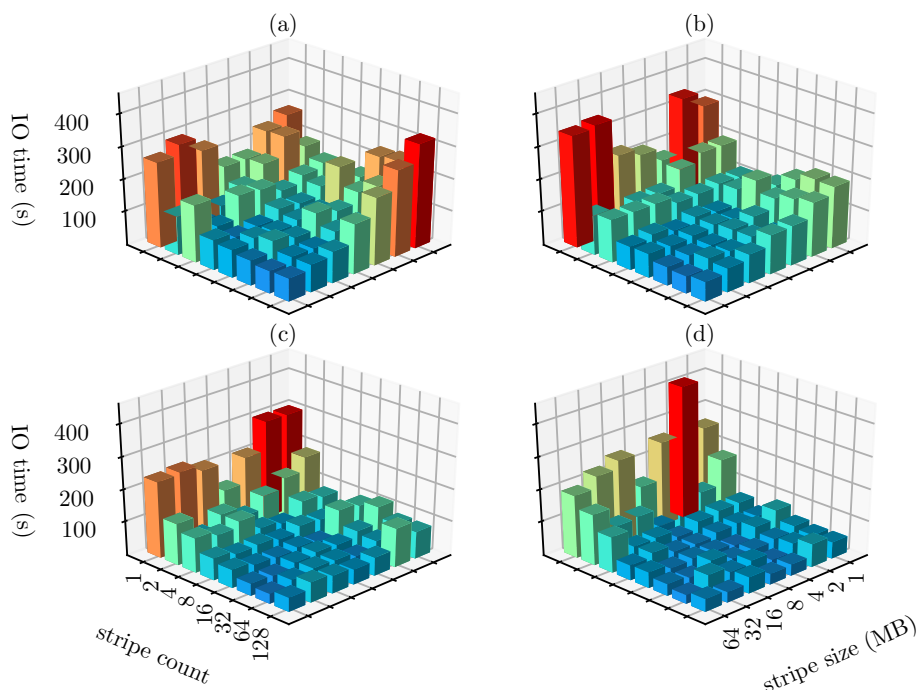 (a)
(b)
IO time (s)
400
300
200
100
(c)
(d)
IO time (s)
400
300
200
100
1
2
4
8
16
32
64
128
stripe count
64
32
16
8
4
2
1
stripe size (MB)